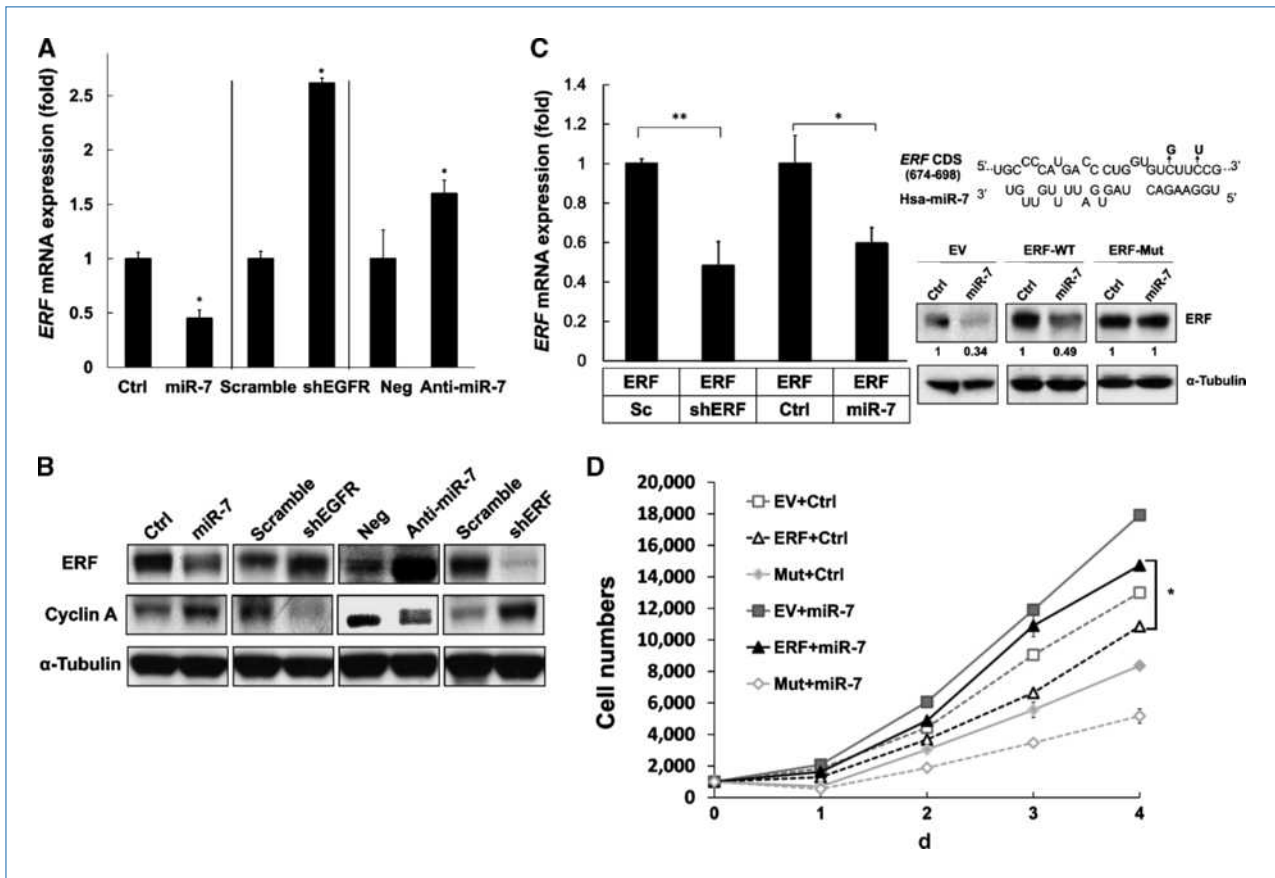 A
ERF mRNA expression (fold)
2.5
2
1.5
1
0.5
0
*
*
*
Ctrl miR-7 Scramble shEGFR Neg Anti-miR-7
B
Ctrl miR-7 Scramble shEGFR Neg Anti-miR-7 Scramble shERF
ERF
Cyclin A
α-Tubulin
C
ERF mRNA expression (fold)
1.4
1.2
1
0.8
0.6
0.4
0.2
0
**
*
ERF ERF ERF ERF
Sc shERF Ctrl miR-7
G U
ERF CDS
(674-698)
5'··UGCCCCAUGACCCUGGUGUCUUCCG··3'
Hsa-miR-7
EV ERF-WT ERF-Mut
Ctrl miR-7 Ctrl miR-7 Ctrl miR-7
ERF
1 0.34 1 0.49 1 1
α-Tubulin
D
Cell numbers
20,000
18,000
16,000
14,000
12,000
10,000
8,000
6,000
4,000
2,000
0
EV+Ctrl
ERF+Ctrl
Mut+Ctrl
EV+miR-7
ERF+miR-7
Mut+miR-7
*
0 1 2 3 4
d